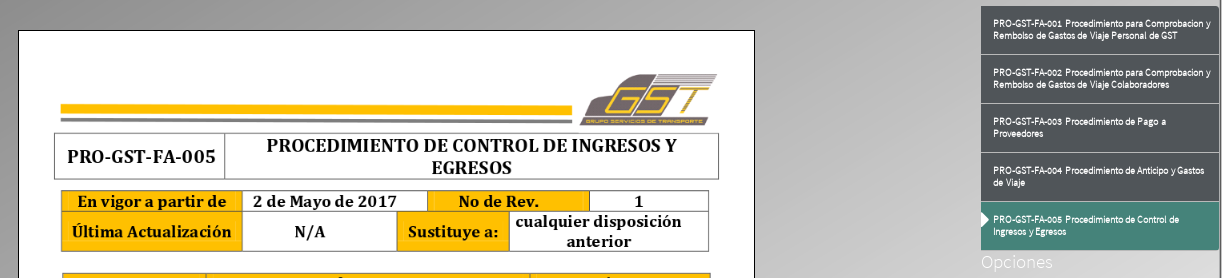 GST
GRUPO SERVICIOS DE TRANSPORTE
PRO-GST-FA-005
PROCEDIMIENTO DE CONTROL DE INGRESOS Y
EGRESOS
En vigor a partir de 2 de Mayo de 2017 No de Rev. 1
Última Actualización N/A Sustituye a: cualquier disposición
anterior
PRO-GST-FA-001 Procedimiento para Comprobacion y
Rembolso de Gastos de Viaje Personal de GST
PRO-GST-FA-002 Procedimiento para Comprobacion y
Rembolso de Gastos de Viaje Colaboradores
PRO-GST-FA-003 Procedimiento de Pago a
Proveedores
PRO-GST-FA-004 Procedimiento de Anticipo y Gastos
de Viaje
PRO-GST-FA-005 Procedimiento de Control de
Ingresos y Egresos
Opciones